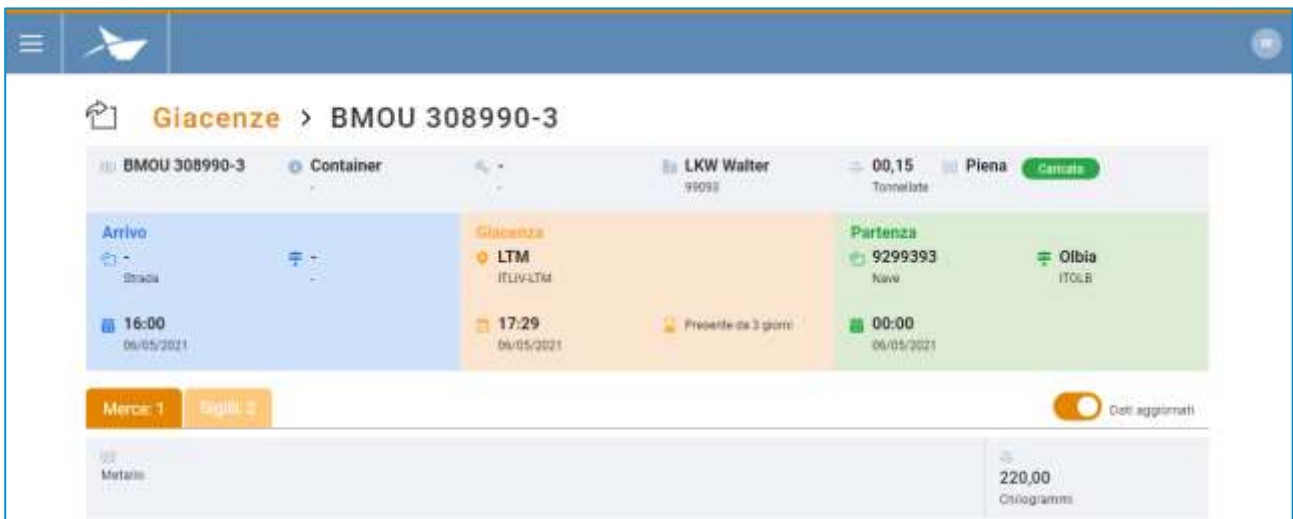 Giacenze > BMOU 308990-3
BMOU 308990-3 Container - LKW Walter 00,15 Piena Caricata
- - 99093 Tonnellate
Arrivo Giacenza Partenza
- - LTM 9299393 Olbia
Strada - ITLIV-LTM Nave ITOLB
16:00 17:29 Presente da 3 giorni 00:00
06/05/2021 06/05/2021 06/05/2021
Merce: 1 Sigilli: 2 Dati aggiornati
Metallo 220,00
Chilogrammi